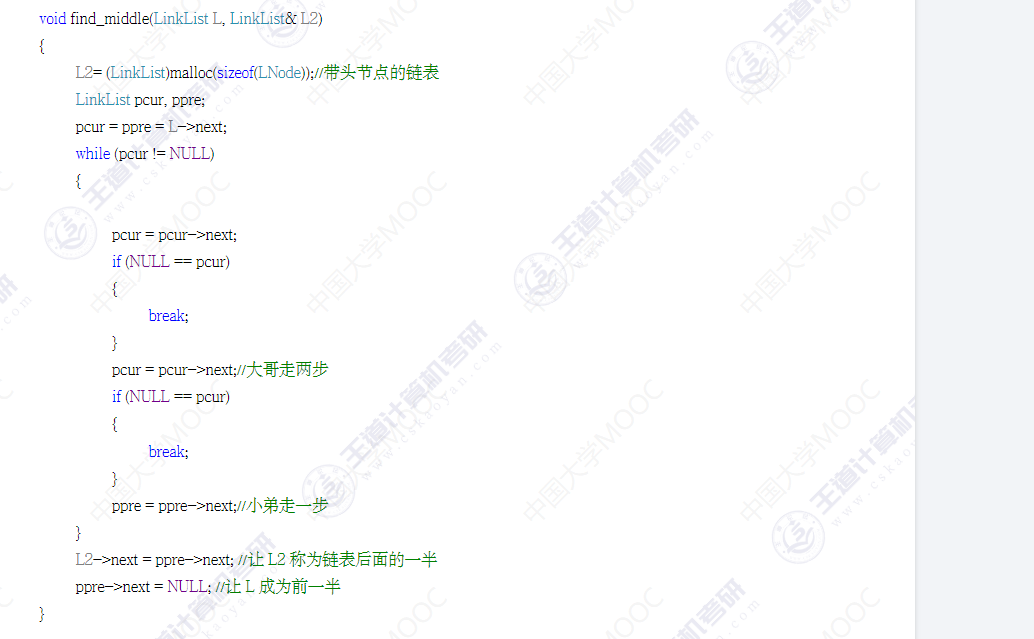 void find_middle(LinkList L, LinkList& L2)
{
L2= (LinkList)malloc(sizeof(LNode));//带头节点的链表
LinkList pcur, ppre;
pcur = ppre = L->next;
while (pcur != NULL)
{
pcur = pcur->next;
if (NULL == pcur)
{
break;
}
pcur = pcur->next;//大哥走两步
if (NULL == pcur)
{
break;
}
ppre = ppre->next;//小弟走一步
}
L2->next = ppre->next; //让 L2 称为链表后面的一半
ppre->next = NULL; //让 L 成为前一半
}
王道计算机考研
www.cskaoyan.com
中国大学MOOC